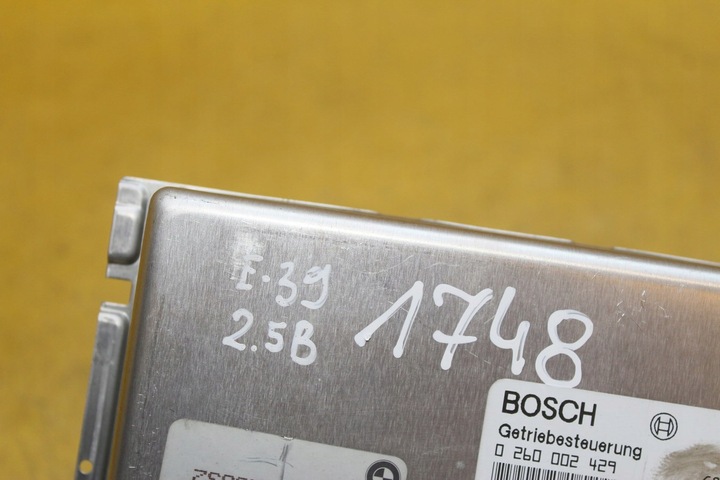 E.39
2.5B
1748
BOSCH
Getriebesteuerung
0 260 002 429